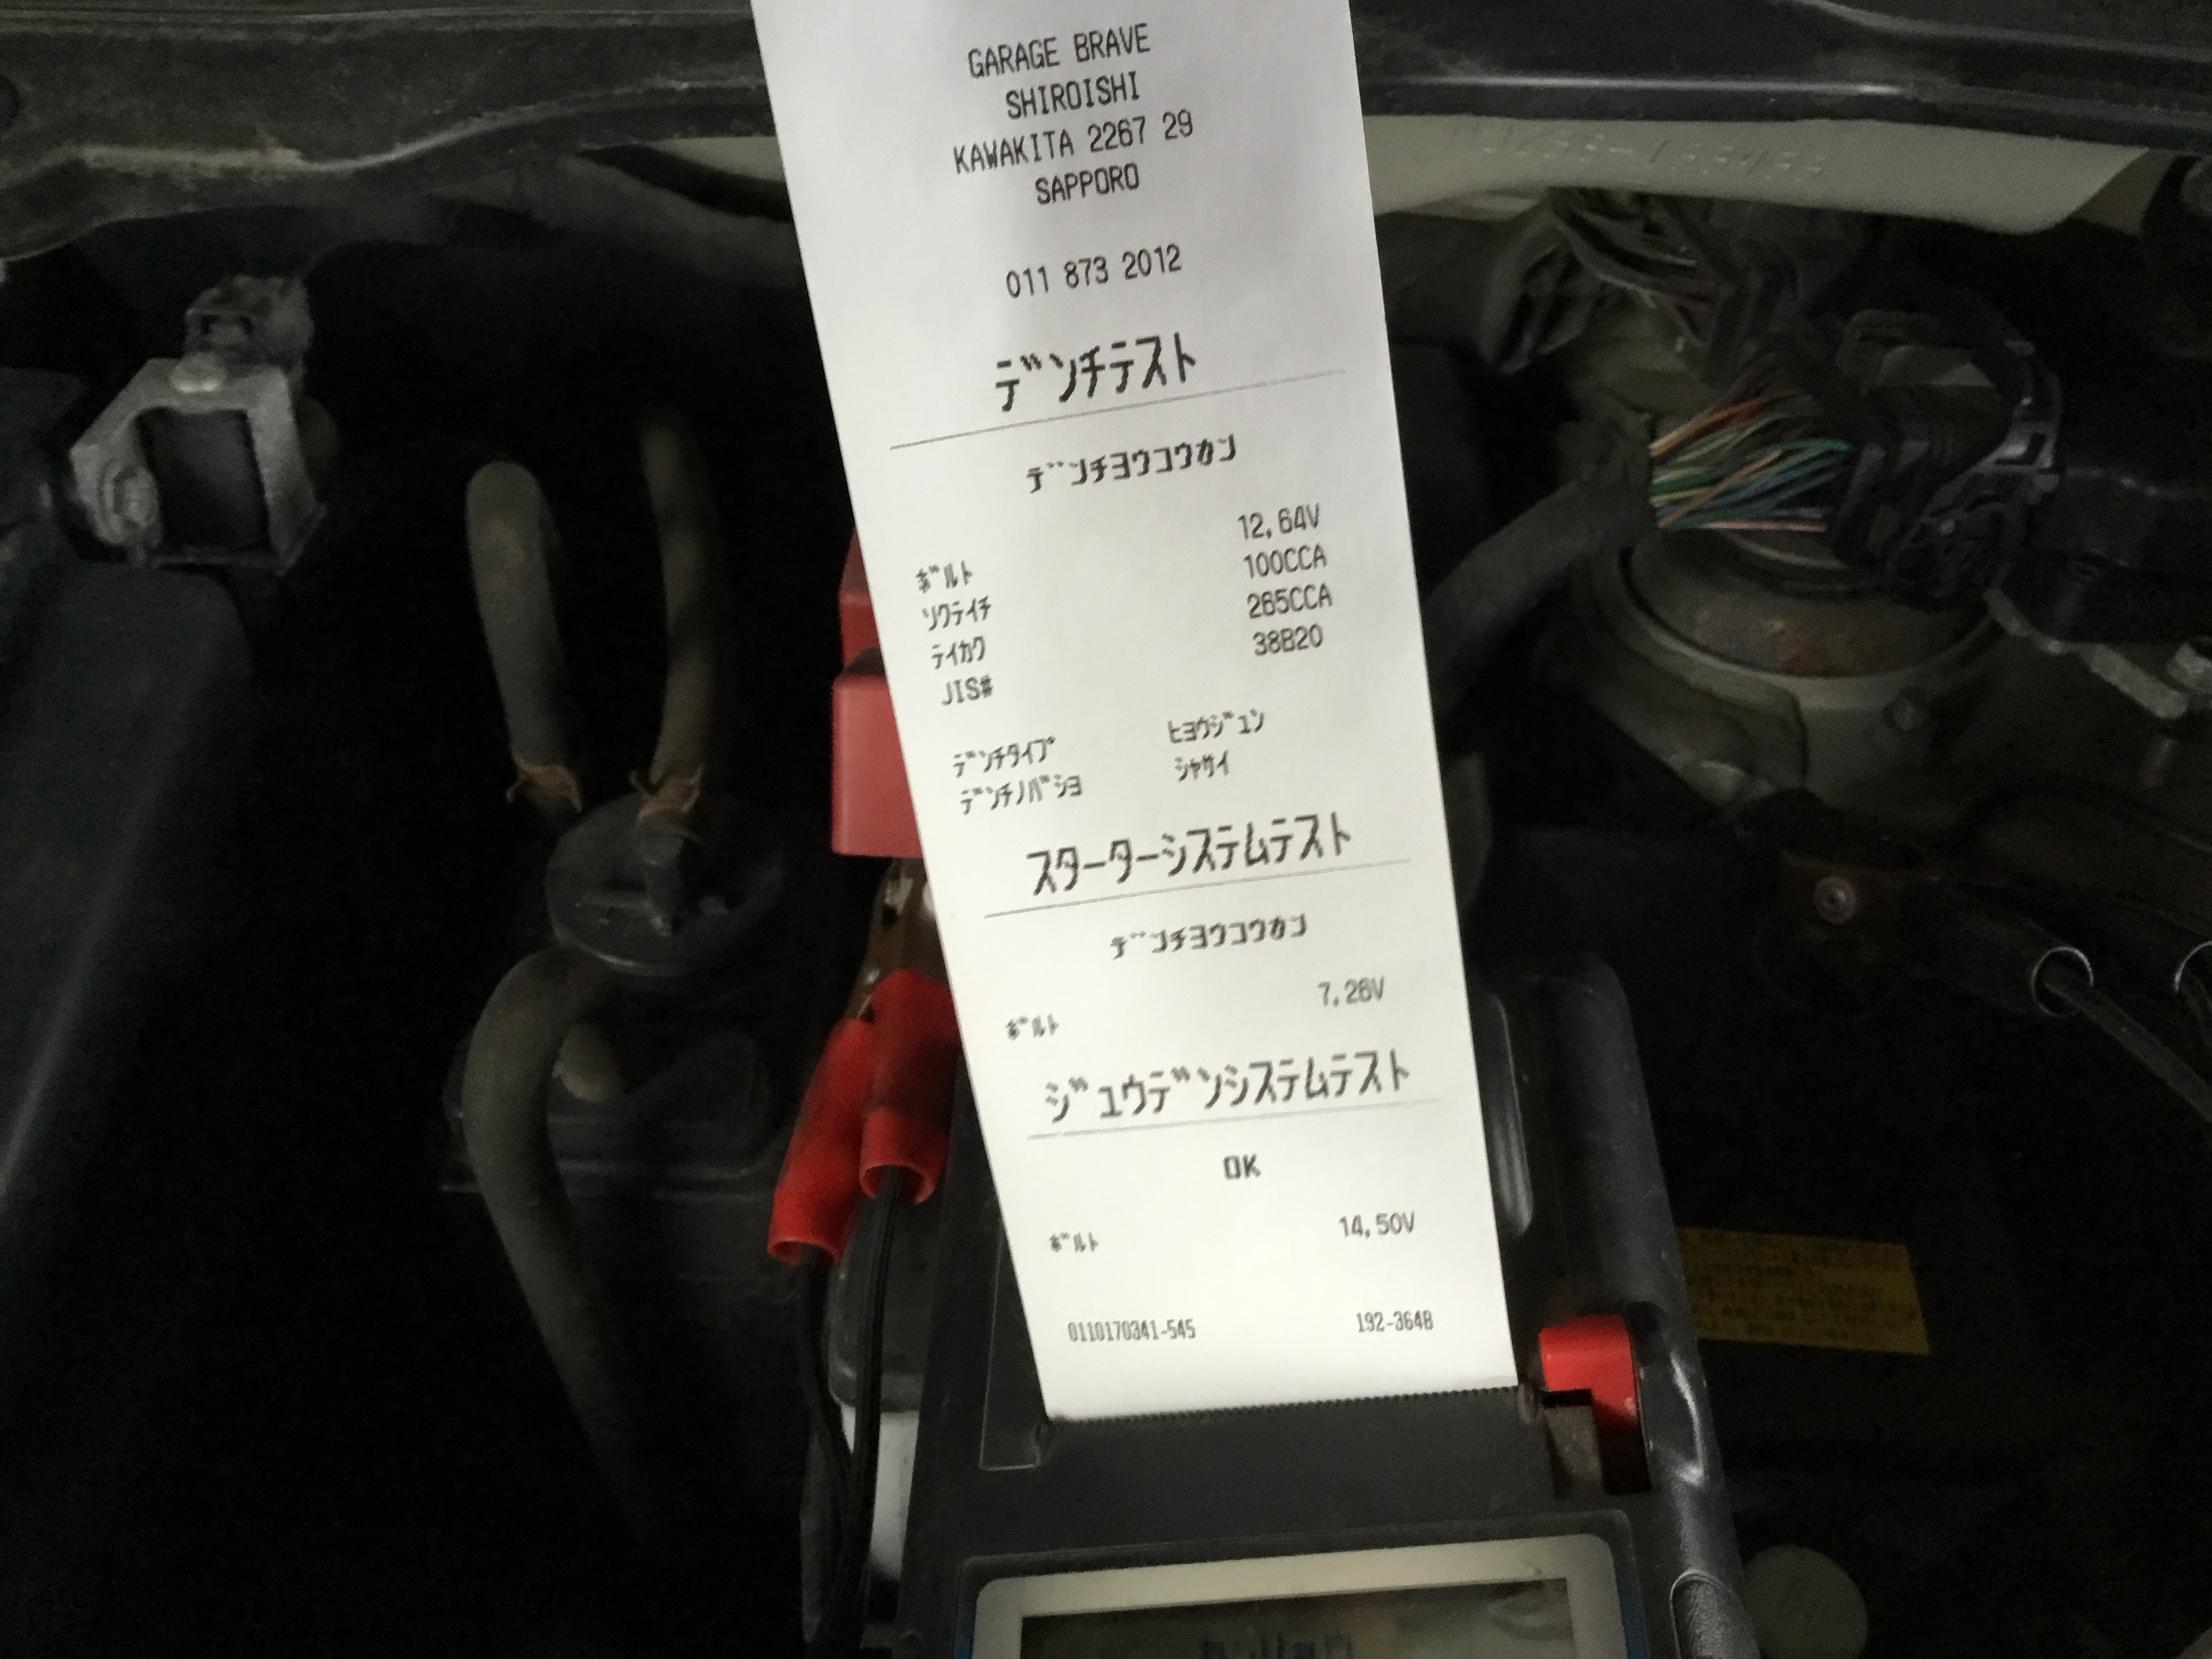 GARAGE BRAVE
SHIROISHI
KAWAKITA 2267 29
SAPPORO
011 873 2012
デンチテスト
デンチヨウコウカン
ボルト 12,64V
ソクテイチ 100CCA
テイカク 265CCA
JIS# 38B20
デンチタイプ ヒョウジュン
デンチノバショ シャサイ
スターターシステムテスト
デンチヨウコウカン
ボルト 7,26V
ジュウデンシステムテスト
OK
ボルト 14,50V
0110170341-545 192-364B